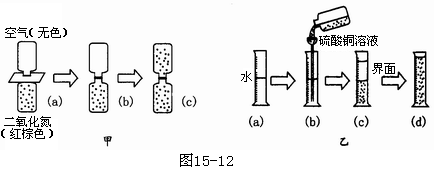 空气(无色)
二氧化氮
(红棕色)
(a)
(b)
(c)
甲
硫酸铜溶液
水
界面
(a)
(b)
(c)
(d)
乙
图15-12